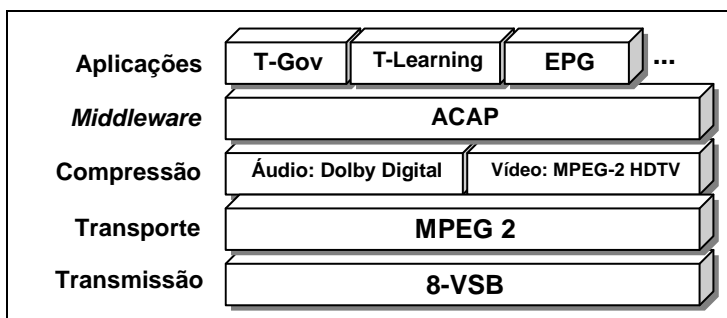 Aplicações T-Gov T-Learning EPG ...
Middleware ACAP
Compressão Áudio: Dolby Digital Vídeo: MPEG-2 HDTV
Transporte MPEG 2
Transmissão 8-VSB